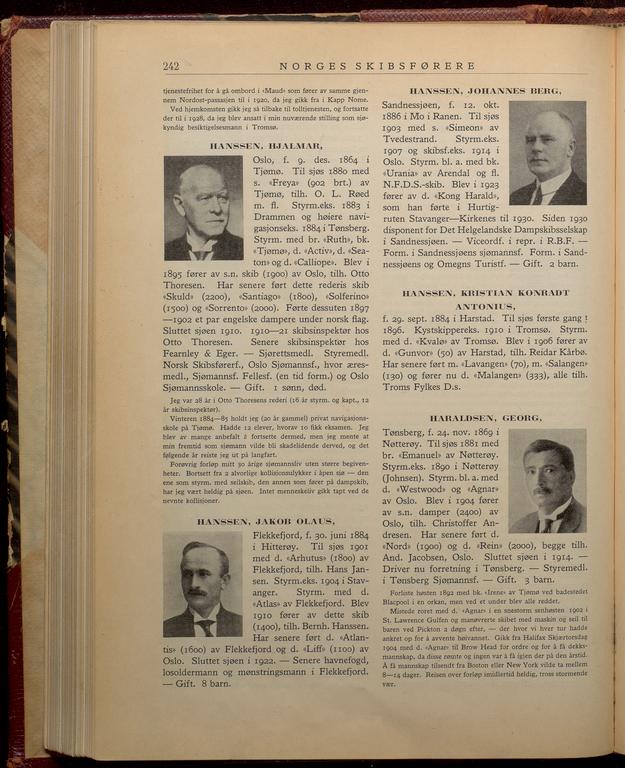 242
NORGES SKIBSFØRERE
tjenestefrihet for å gå ombord i «Maud» som fører av samme gjen-
nem Nordost-passasjen til i 1920, da jeg gikk fra i Kapp Nome.
Ved hjemkomsten gikk jeg så tilbake til tolltjenesten, og fortsatte
der til i 1928, da jeg blev ansatt i min nuværende stilling som sjø-
kyndig besiktigelsesmann i Tromsø.
HANSSEN, HJALMAR,
Oslo, f. 9. des. 1864 i
Tjømø. Til sjøs 1880 med
s. «Freya» (902 brt.) av
Tjømø, tilh. O. L. Røed
m. fl. Styrm.eks. 1883 i
Drammen og høiere navi-
gasjonseks. 1884 i Tønsberg.
Styrm. med br. «Ruth», bk.
«Tjømø», d. «Activ», d. «Sea-
ton» og d. «Calliope». Blev i
1895 fører av s.n. skib (1900) av Oslo, tilh. Otto
Thoresen. Har senere ført dette rederis skib
«Skuld» (2200), «Santiago» (1800), «Solferino»
(1500) og «Sorrento» (2000). Førte dessuten 1897
—1902 et par engelske dampere under norsk flag.
Sluttet sjøen 1910. 1910—21 skibsinspektør hos
Otto Thoresen. Senere skibsinspektør hos
Fearnley & Eger. — Sjørettsmedl. Styremedl.
Norsk Skibsførerf., Oslo Sjømannsf., hvor æres-
medl., Sjømannsf. Fellesf. (en tid form.) og Oslo
Sjømannsskole. — Gift. 1 sønn, død.
Jeg var 28 år i Otto Thoresens rederi (16 år styrm. og kapt., 12
år skibsinspektør).
Vinteren 1884—85 holdt jeg (20 år gammel) privat navigasjons-
skole på Tjømø. Hadde 12 elever, hvorav 10 fikk eksamen. Jeg
blev av mange anbefalt å fortsette dermed, men jeg mente at
min fremtid som sjømann vilde bli skadelidende derved, og det
følgende år reiste jeg ut på langfart.
Forøvrig forløp mitt 30 årige sjømannsliv uten større begiven-
heter. Bortsett fra 2 alvorlige kollisjonsulykker i åpen sjø — den
ene som styrm. med seilskib, den annen som fører på dampskib,
har jeg vært heldig på sjøen. Intet menneskeliv gikk tapt ved de
nevnte kollisjoner.
HANSSEN, JAKOB OLAUS,
Flekkefjord, f. 30. juni 1884
i Hitterøy. Til sjøs 1901
med d. «Arhutus» (1800) av
Flekkefjord, tilh. Hans Jan-
sen. Styrm.eks. 1904 i Stav-
anger. Styrm. med d.
«Atlas» av Flekkefjord. Blev
1910 fører av dette skib
(1400), tilh. Bernh. Hanssen.
Har senere ført d. «Atlan-
tis» (1600) av Flekkefjord og d. «Liff» (1100) av
Oslo. Sluttet sjøen i 1922. — Senere havnefogd,
losoldermann og mønstringsmann i Flekkefjord.
— Gift. 8 barn.
HANSSEN, JOHANNES BERG,
Sandnessjøen, f. 12. okt.
1886 i Mo i Ranen. Til sjøs
1903 med s. «Simeon» av
Tvedestrand. Styrm.eks.
1907 og skibsf.eks. 1914 i
Oslo. Styrm. bl. a. med bk.
«Urania» av Arendal og fl.
N.F.D.S.-skib. Blev i 1923
fører av d. «Kong Harald»,
som han førte i Hurtig-
ruten Stavanger—Kirkenes til 1930. Siden 1930
disponent for Det Helgelandske Dampskibsselskap
i Sandnessjøen. — Viceordf. i repr. i R.B.F. —
Form. i Sandnessjøens sjømannsf. Form. i Sand-
nessjøens og Omegns Turistf. — Gift. 2 barn.
HANSSEN, KRISTIAN KONRADT
ANTONIUS,
f. 29. sept. 1884 i Harstad. Til sjøs første gang !
1896. Kystskippereks. 1910 i Tromsø. Styrm.
med d. «Kvalø» av Tromsø. Blev i 1906 fører av
d. «Gunvor» (50) av Harstad, tilh. Reidar Kårbø.
Har senere ført m. «Lavangen» (70), m. «Salangen»
(130) og fører nu d. «Malangen» (333), alle tilh.
Troms Fylkes D.s.
HARALDSEN, GEORG,
Tønsberg, f. 24. nov. 1869 i
Nøtterøy. Til sjøs 1881 med
br. «Emanuel» av Nøtterøy.
Styrm.eks. 1890 i Nøtterøy
(Johnsen). Styrm. bl. a. med
d. «Westwood» og «Agnar»
av Oslo. Blev i 1904 fører
av s.n. damper (2400) av
Oslo, tilh. Christoffer An-
dresen. Har senere ført d.
«Nord» (1900) og d. «Rein» (2000), begge tilh.
And. Jacobsen, Oslo. Sluttet sjøen i 1914. —
Driver nu forretning i Tønsberg. — Styremedl.
i Tønsberg Sjømannsf. — Gift. 3 barn.
Forliste høsten 1892 med bk. «Irene» av Tjømø ved badestedet
Blacpool i en orkan, men ved et under blev alle reddet.
Mistede roret med d. «Agnar» i en snestorm senhøsten 1902 i
St. Lawrence Gulfen og manøvrerte skibet med maskin og seil til
baren ved Pickton 2 døgn efter, — der hvor vi hver tur hadde
ankret op for å avvente høivannet. Gikk fra Halifax Skjærtorsdag
1904 med d. «Agnar» til Brow Head for ordre og for å få dekks-
mannskap, da disse rømte og ingen var å få igjen der på den årstid.
Å få mannskap tilsendt fra Boston eller New York vilde ta mellem
8—14 dager. Reisen over forløp imidlertid heldig, tross stormende
vær.